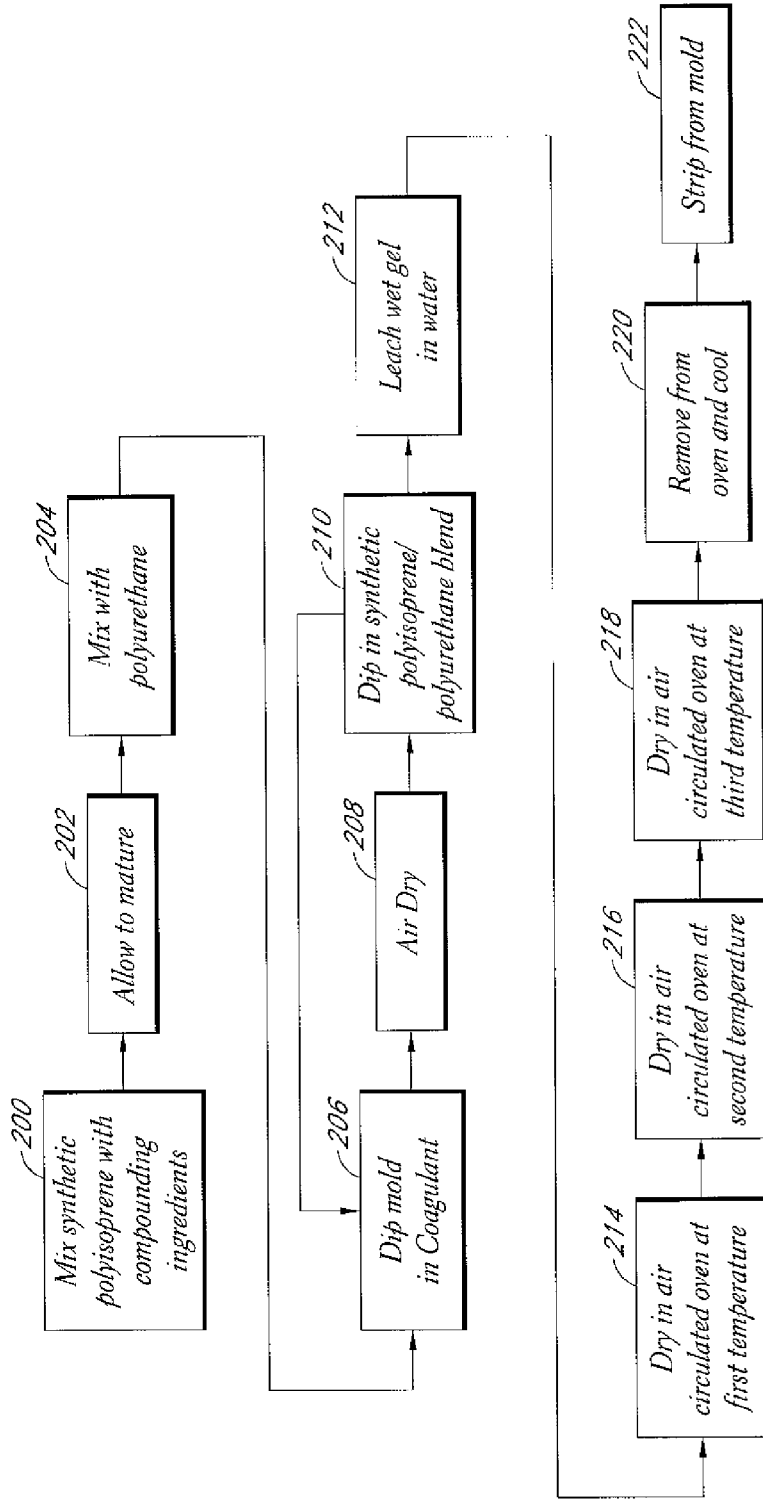 200
Mix synthetic
polyisoprene with
compounding
ingredients
202
Allow to mature
204
Mix with
polyurethane
206
Dip mold
in Coagulant
208
Air Dry
210
Dip in synthetic
polyisoprene/
polyurethane blend
212
Leach wet gel
in water
214
Dry in air
circulated oven at
first temperature
216
Dry in air
circulated oven at
second temperature
218
Dry in air
circulated oven at
third temperature
220
Remove from
oven and cool
222
Strip from mold